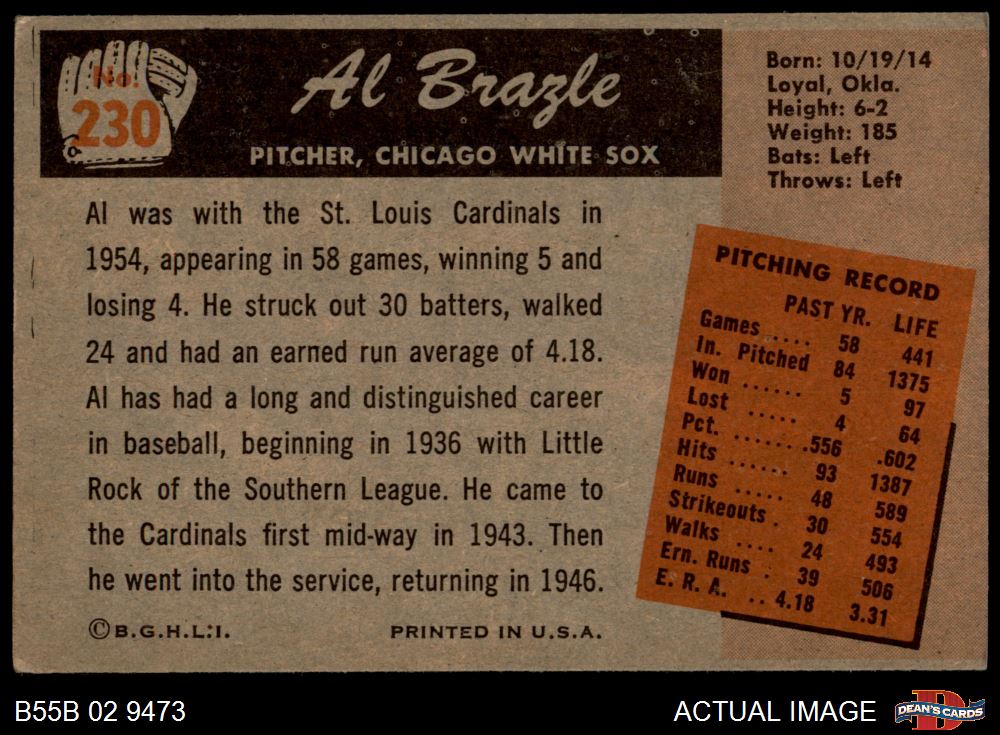 No.
230
Al Brazle
PITCHER, CHICAGO WHITE SOX
Born: 10/19/14
Loyal, Okla.
Height: 6-2
Weight: 185
Bats: Left
Throws: Left
Al was with the St. Louis Cardinals in
1954, appearing in 58 games, winning 5 and
losing 4. He struck out 30 batters, walked
24 and had an earned run average of 4.18.
Al has had a long and distinguished career
in baseball, beginning in 1936 with Little
Rock of the Southern League. He came to
the Cardinals first mid-way in 1943. Then
he went into the service, returning in 1946.
©B.G.H.L.I. PRINTED IN U.S.A.
PITCHING RECORD
PAST YR. LIFE
Games .... 58 441
In. Pitched 84 1375
Won ...... 5 97
Lost ..... 4 64
Pct. ....... .556 .602
Hits ...... 93 1387
Runs ..... 48 589
Strikeouts . 30 554
Walks .... 24 493
Ern. Runs . 39 506
E. R. A. .. 4.18 3.31
B55B 02 9473
ACTUAL IMAGE
D
DEAN'S CARDS